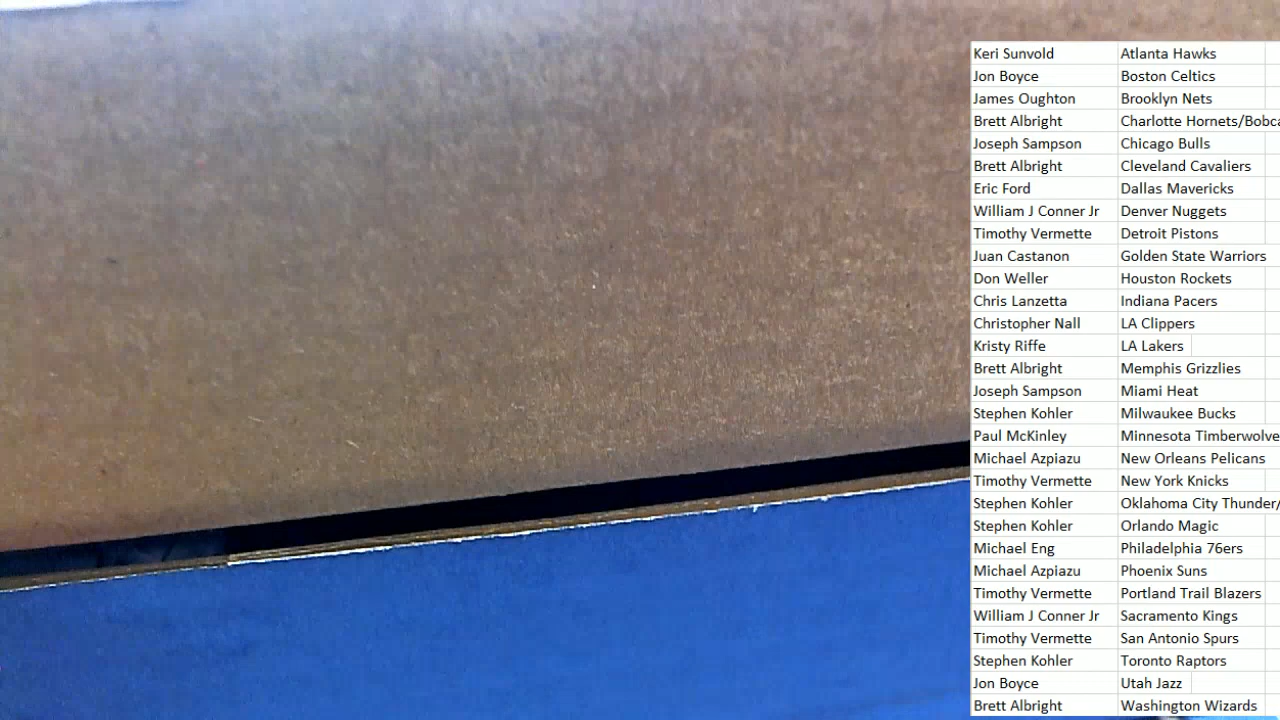 Keri Sunvold Atlanta Hawks
Jon Boyce Boston Celtics
James Oughton Brooklyn Nets
Brett Albright Charlotte Hornets/Bobca
Joseph Sampson Chicago Bulls
Brett Albright Cleveland Cavaliers
Eric Ford Dallas Mavericks
William J Conner Jr Denver Nuggets
Timothy Vermette Detroit Pistons
Juan Castanon Golden State Warriors
Don Weller Houston Rockets
Chris Lanzetta Indiana Pacers
Christopher Nall LA Clippers
Kristy Riffe LA Lakers
Brett Albright Memphis Grizzlies
Joseph Sampson Miami Heat
Stephen Kohler Milwaukee Bucks
Paul McKinley Minnesota Timberwolve
Michael Azpiazu New Orleans Pelicans
Timothy Vermette New York Knicks
Stephen Kohler Oklahoma City Thunder/
Stephen Kohler Orlando Magic
Michael Eng Philadelphia 76ers
Michael Azpiazu Phoenix Suns
Timothy Vermette Portland Trail Blazers
William J Conner Jr Sacramento Kings
Timothy Vermette San Antonio Spurs
Stephen Kohler Toronto Raptors
Jon Boyce Utah Jazz
Brett Albright Washington Wizards